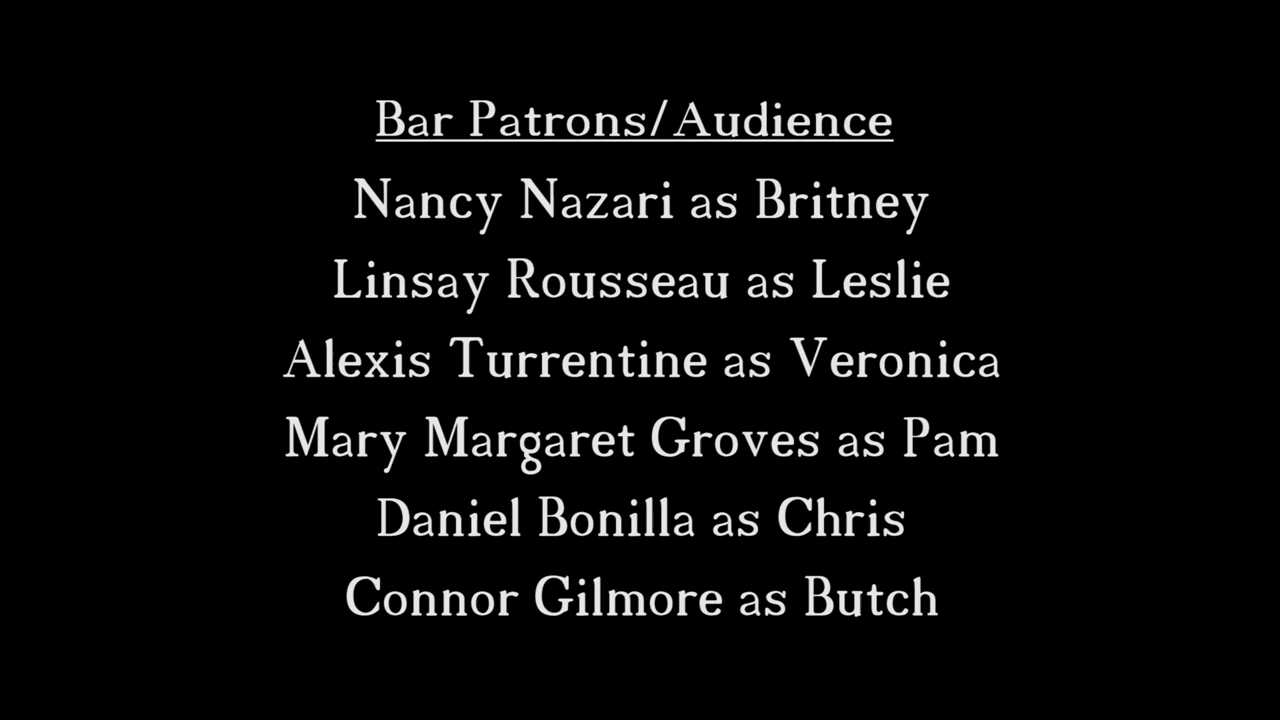 Bar Patrons/Audience
Nancy Nazari as Britney
Linsay Rousseau as Leslie
Alexis Turrentine as Veronica
Mary Margaret Groves as Pam
Daniel Bonilla as Chris
Connor Gilmore as Butch